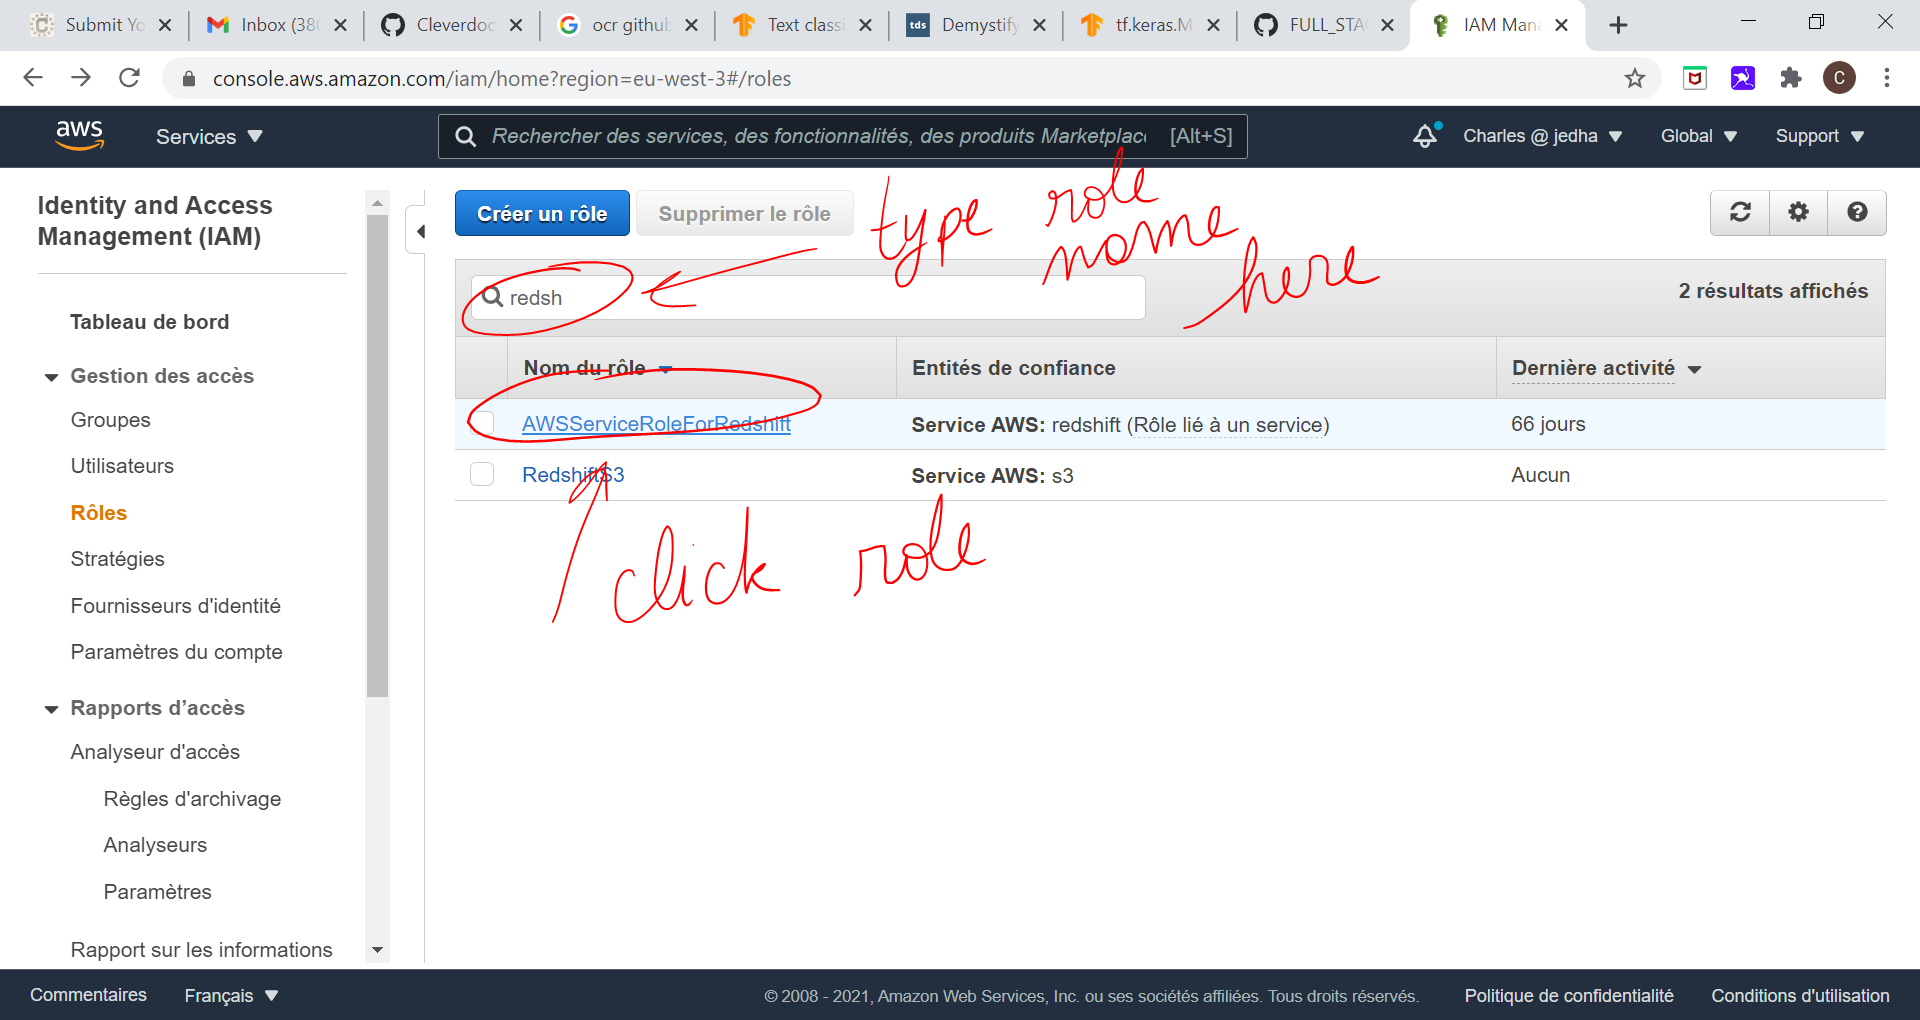 Submit Yo
Inbox (380
Cleverdoc
ocr github
Text classi
tds Demystify
tf.keras.M
FULL_STA
IAM Mana
console.aws.amazon.com/iam/home?region=eu-west-3#/roles
C
aws Services
Rechercher des services, des fonctionnalités, des produits Marketplace [Alt+S]
Charles @ jedha Global Support
Identity and Access
Management (IAM)
Tableau de bord
Gestion des accès
Groupes
Utilisateurs
Rôles
Stratégies
Fournisseurs d'identité
Paramètres du compte
Rapports d’accès
Analyseur d'accès
Règles d'archivage
Analyseurs
Paramètres
Rapport sur les informations
Créer un rôle Supprimer le rôle
type role
name
here
redsh
2 résultats affichés
Nom du rôle Entités de confiance Dernière activité
AWSServiceRoleForRedshift Service AWS: redshift (Rôle lié à un service) 66 jours
RedshiftS3 Service AWS: s3 Aucun
click role
Commentaires Français © 2008 - 2021, Amazon Web Services, Inc. ou ses sociétés affiliées. Tous droits réservés. Politique de confidentialité Conditions d'utilisation